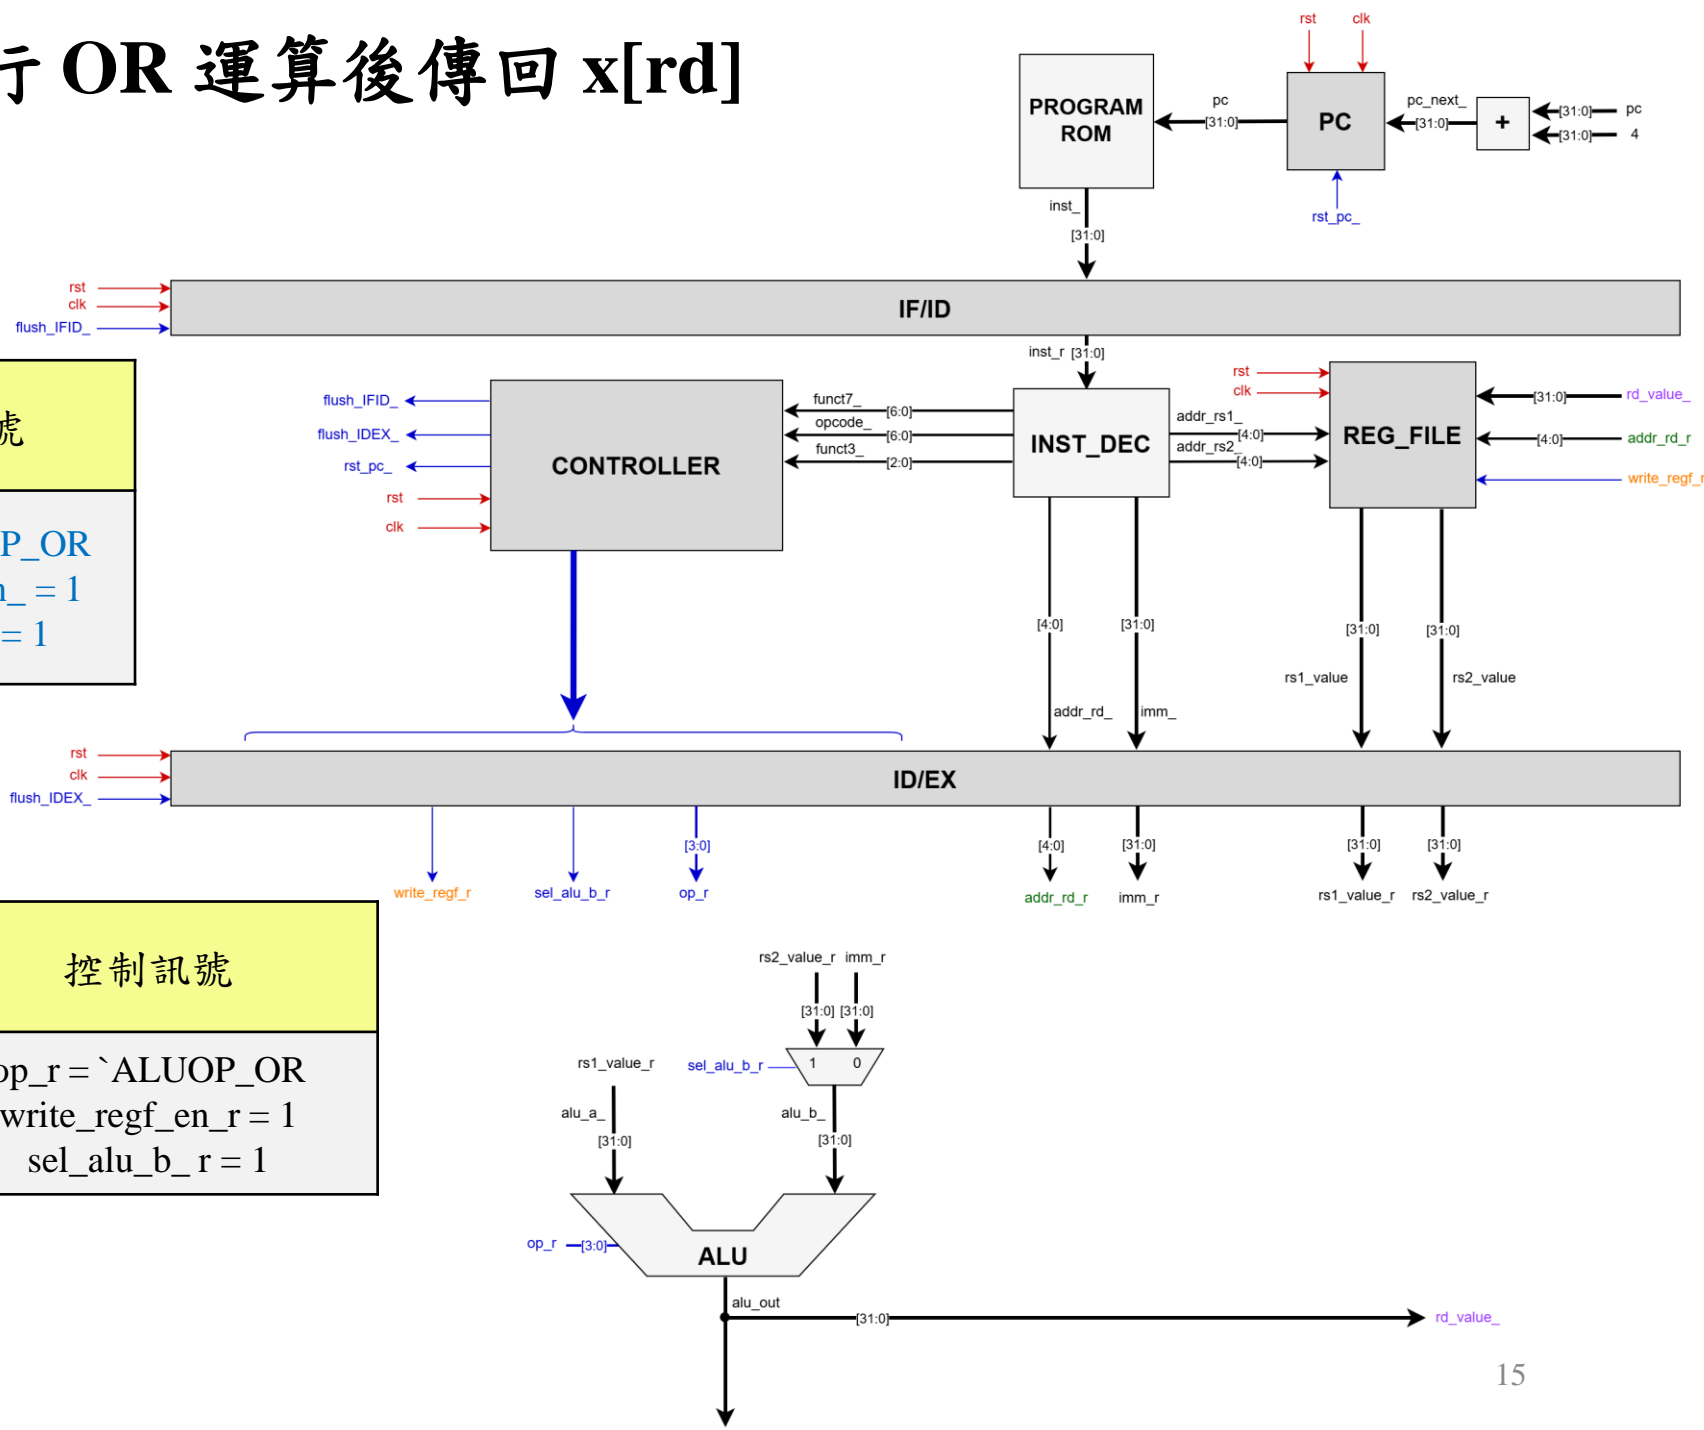 行 OR 運算後傳回 x[rd]
rst
clk
PROGRAM
ROM
pc
[31:0]
PC
pc_next_
[31:0]
+
[31:0]
pc
[31:0]
4
rst_pc_
inst_
[31:0]
rst
clk
flush_IFID_
IF/ID
inst_r
[31:0]
號
P_OR
_ = 1
= 1
flush_IFID_
flush_IDEX_
rst_pc_
rst
clk
CONTROLLER
funct7_
[6:0]
opcode_
[6:0]
funct3_
[2:0]
INST_DEC
addr_rs1_
[4:0]
addr_rs2_
[4:0]
rst
clk
REG_FILE
[31:0]
rd_value_
[4:0]
addr_rd_r
write_regf_r
[4:0]
[31:0]
[31:0]
[31:0]
rs1_value
rs2_value
addr_rd_
imm_
rst
clk
flush_IDEX_
ID/EX
[3:0]
[4:0]
[31:0]
[31:0]
[31:0]
write_regf_r
sel_alu_b_r
op_r
addr_rd_r
imm_r
rs1_value_r
rs2_value_r
控制訊號
op_r = `ALUOP_OR
write_regf_en_r = 1
sel_alu_b_ r = 1
rs2_value_r
imm_r
[31:0]
[31:0]
rs1_value_r
sel_alu_b_r
1
0
alu_a_
[31:0]
alu_b_
[31:0]
op_r
[3:0]
ALU
alu_out
[31:0]
rd_value_
15